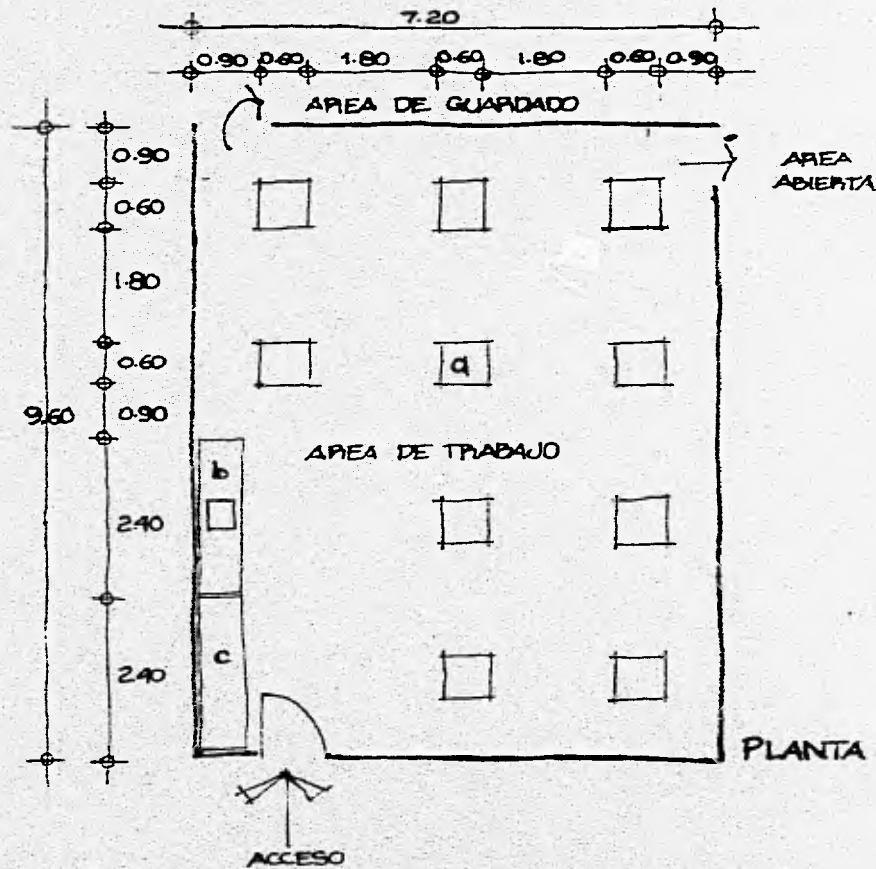 7.20
0.90 0.60 1.80 0.60 1.80 0.60 0.90
AREA DE GUARDADO
AREA
ABIERTA
0.90
0.60
1.80
0.60
a
9.60
0.90
AREA DE TRABAJO
b
2.40
c
2.40
PLANTA
ACCESO